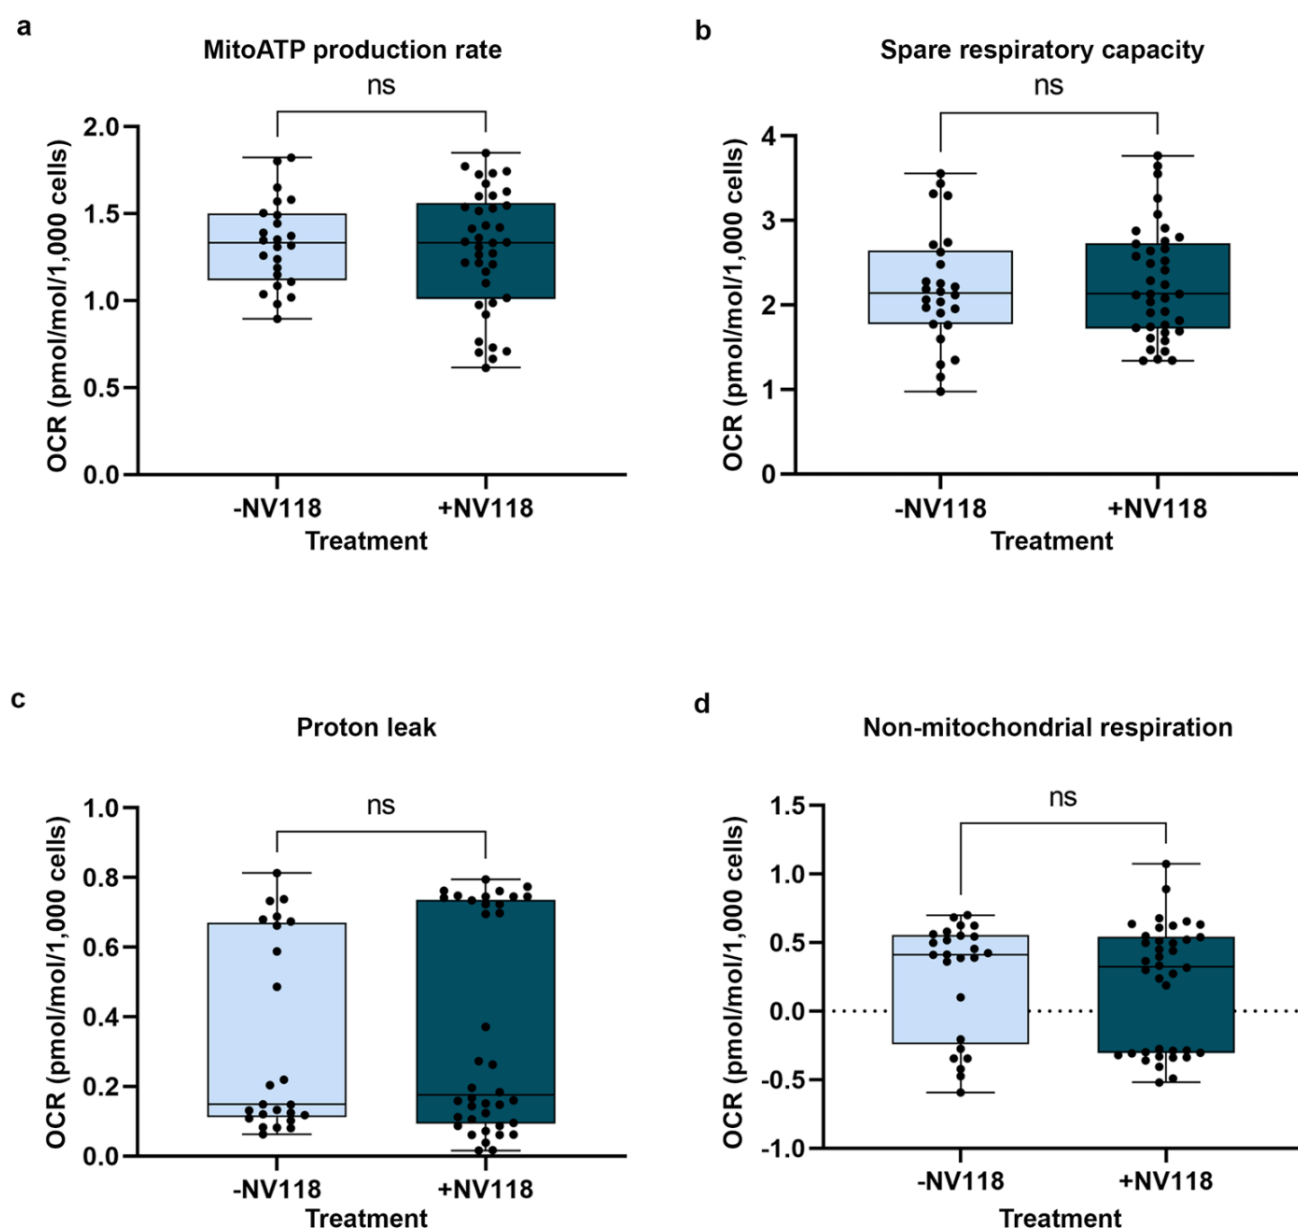 a
MitoATP production rate
ns
OCR (pmol/mol/1,000 cells)
2.0
1.5
1.0
0.5
0.0
-NV118
+NV118
Treatment
b
Spare respiratory capacity
ns
OCR (pmol/mol/1,000 cells)
4
3
2
1
0
-NV118
+NV118
Treatment
c
Proton leak
ns
OCR (pmol/mol/1,000 cells)
1.0
0.8
0.6
0.4
0.2
0.0
-NV118
+NV118
Treatment
d
Non-mitochondrial respiration
ns
OCR (pmol/mol/1,000 cells)
1.5
1.0
0.5
0.0
-0.5
-1.0
-NV118
+NV118
Treatment